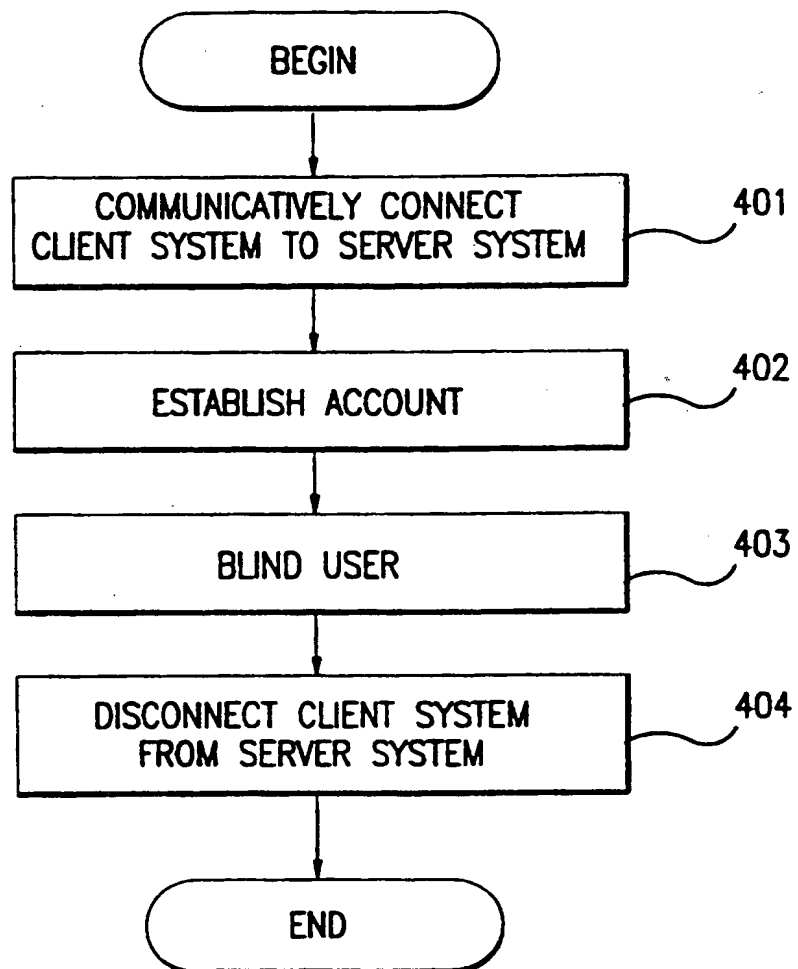 BEGIN
COMMUNICATIVELY CONNECT
CLIENT SYSTEM TO SERVER SYSTEM
401
ESTABLISH ACCOUNT
402
BLIND USER
403
DISCONNECT CLIENT SYSTEM
FROM SERVER SYSTEM
404
END